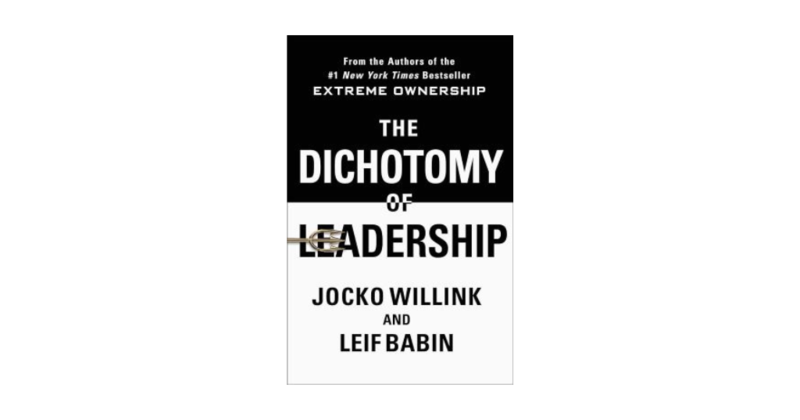 From the Authors of the
#1 New York Times Bestseller
EXTREME OWNERSHIP
THE
DICHOTOMY
OF
LEADERSHIP
JOCKO WILLINK
AND
LEIF BABIN